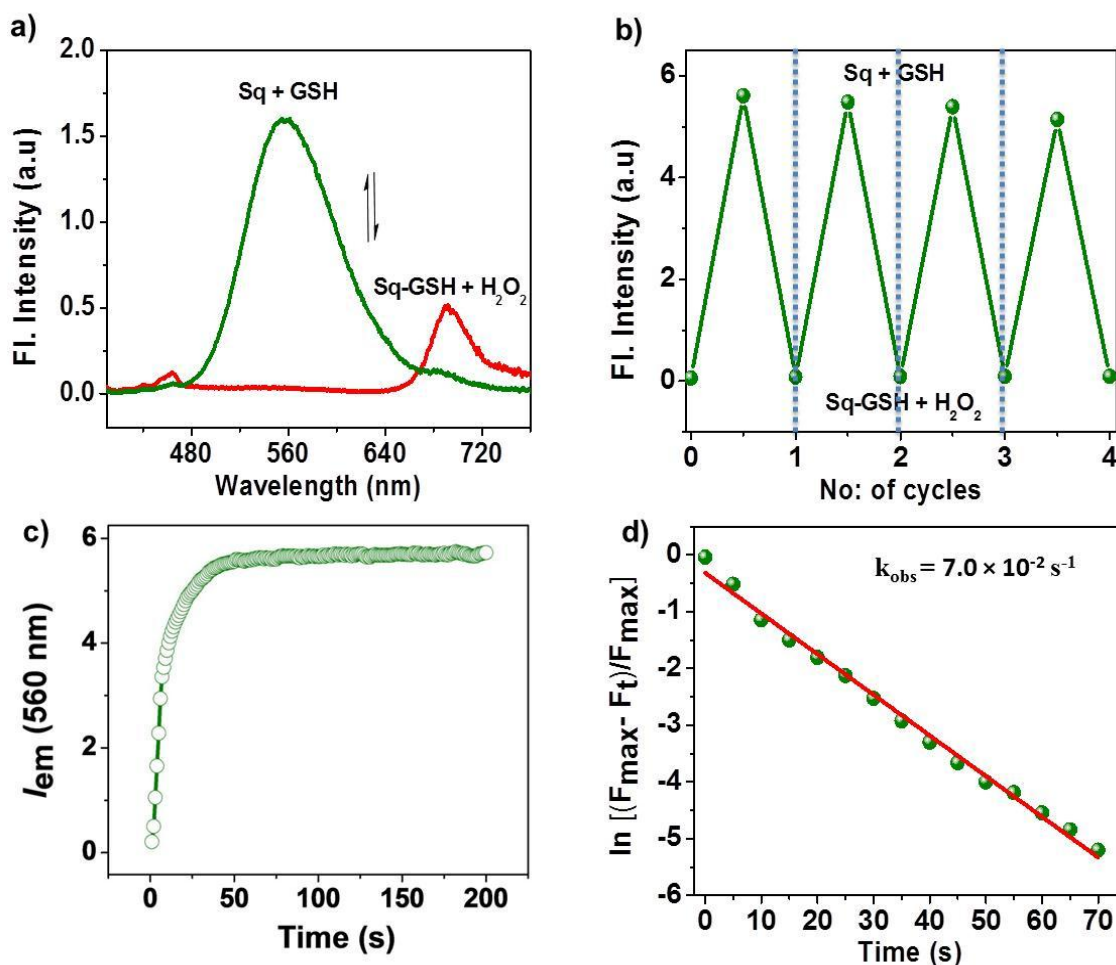 a)
2.0
1.5
1.0
0.5
0.0
Fl. Intensity (a.u)
Sq + GSH
Sq-GSH + H₂O₂
480 560 640 720
Wavelength (nm)
b)
6
4
2
0
Fl. Intensity (a.u)
Sq + GSH
Sq-GSH + H₂O₂
0 1 2 3 4
No: of cycles
c)
6
4
2
0
Iem (560 nm)
0 50 100 150 200
Time (s)
d)
0
-1
-2
-3
-4
-5
-6
ln [(Fmax- Ft)/Fmax]
kobs = 7.0 × 10⁻² s⁻¹
0 10 20 30 40 50 60 70
Time (s)